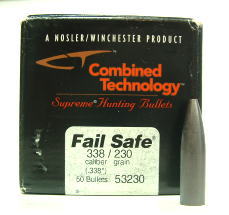 A NOSLER/WINCHESTER PRODUCT
Combined
Technology
Supreme Hunting Bullets
Fail Safe®
338 / 230
caliber grain
(.338")
50 Bullets 53230